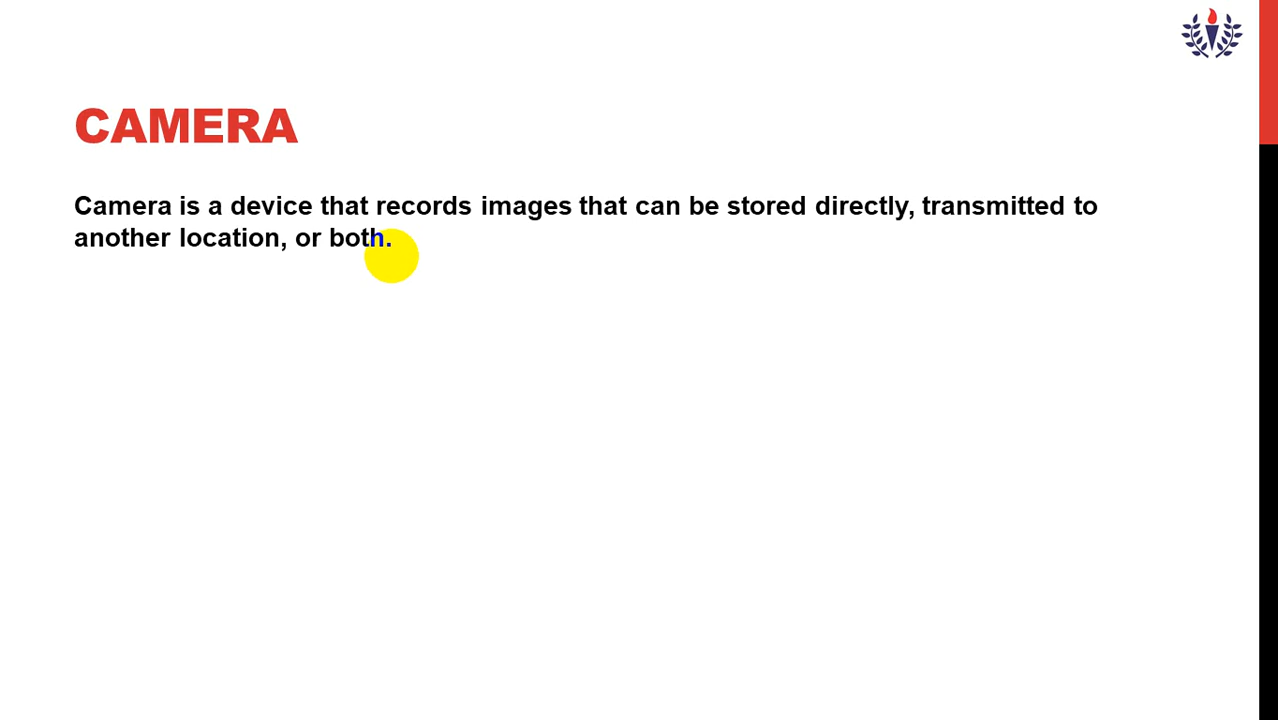 CAMERA
Camera is a device that records images that can be stored directly, transmitted to
another location, or both.